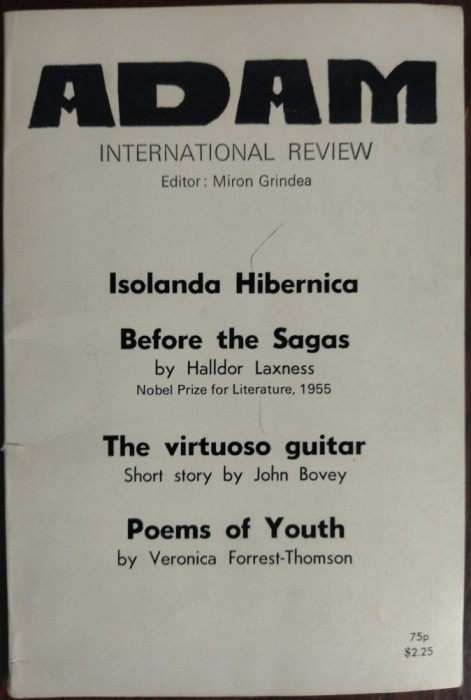 ADAM
INTERNATIONAL REVIEW
Editor: Miron Grindea
Isolanda Hibernica
Before the Sagas
by Halldor Laxness
Nobel Prize for Literature, 1955
The virtuoso guitar
Short story by John Bovey
Poems of Youth
by Veronica Forrest-Thomson
75p
$2.25